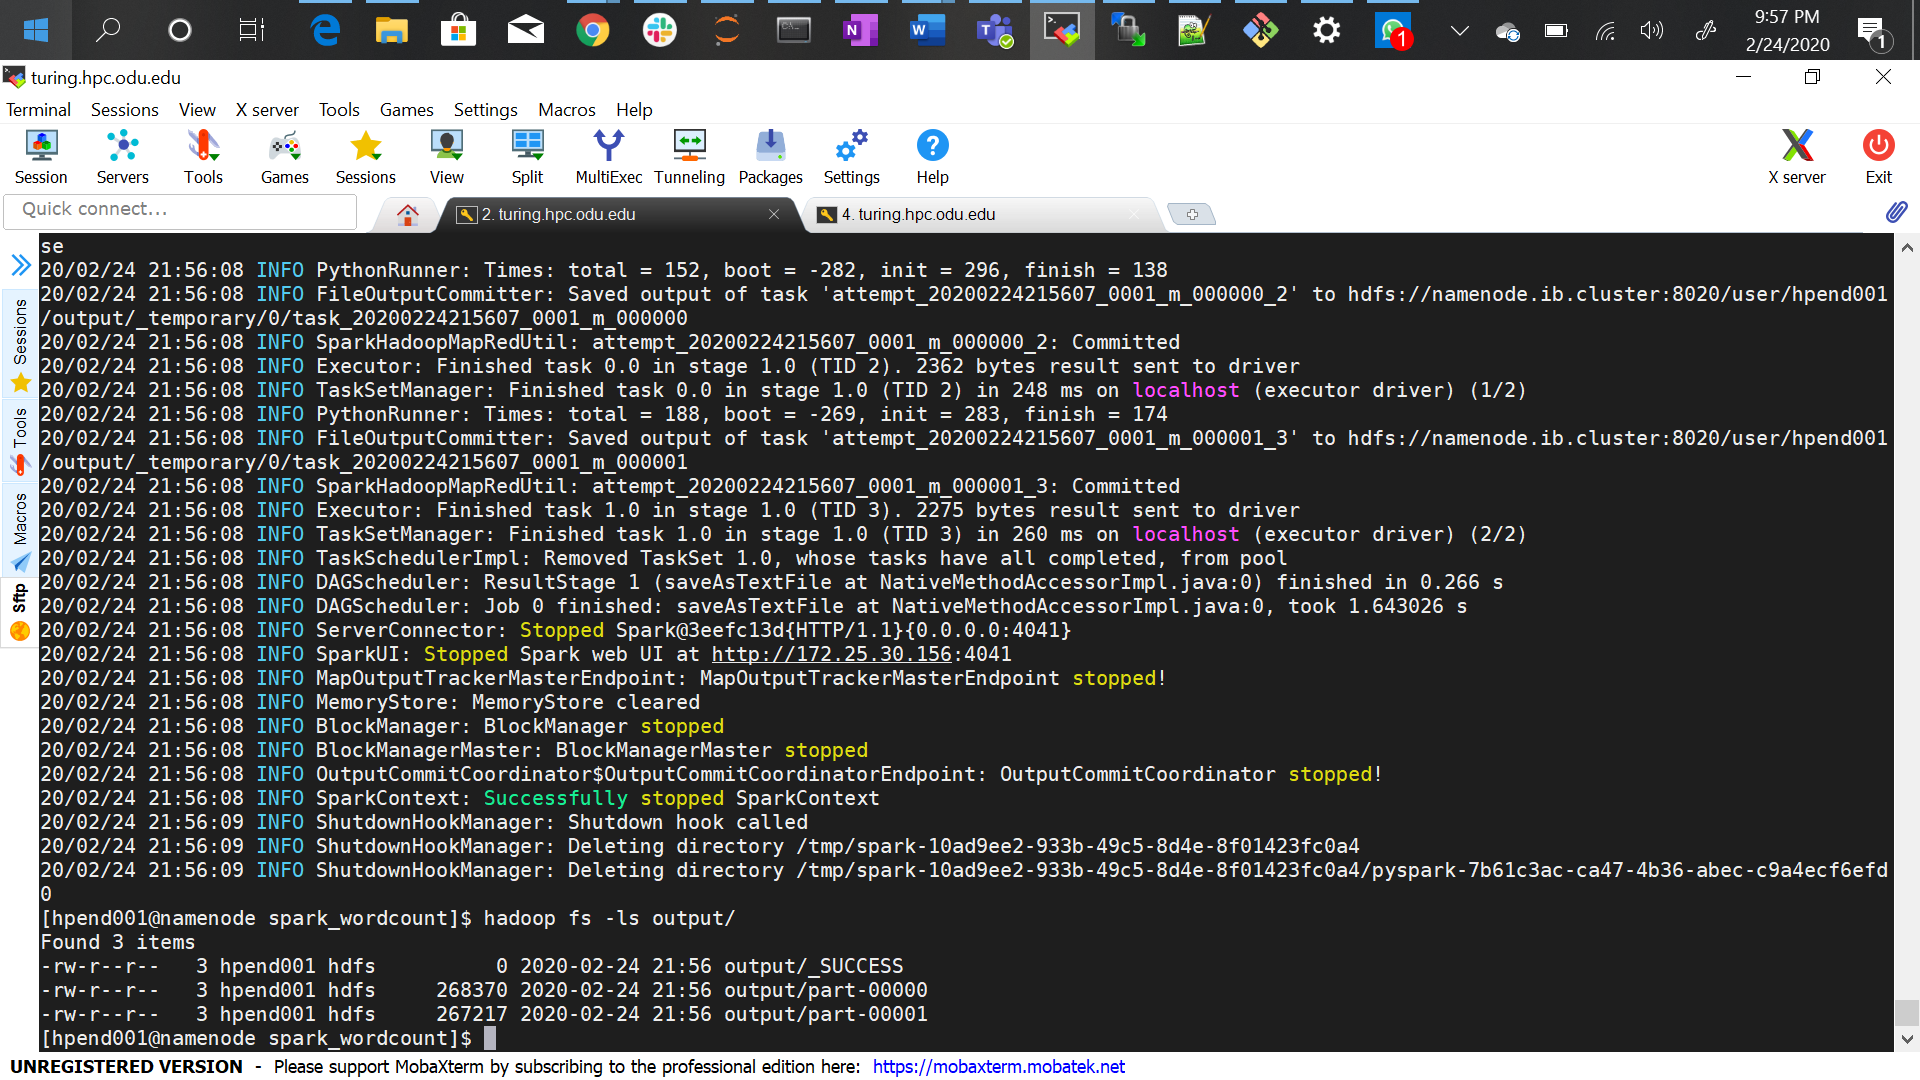 9:57 PM
2/24/2020
1
1
turing.hpc.odu.edu
Terminal Sessions View X server Tools Games Settings Macros Help
Session Servers Tools Games Sessions View Split MultiExec Tunneling Packages Settings Help X server Exit
Quick connect...
2. turing.hpc.odu.edu
4. turing.hpc.odu.edu
Sessions
Tools
Macros
Sftp
se
20/02/24 21:56:08 INFO PythonRunner: Times: total = 152, boot = -282, init = 296, finish = 138
20/02/24 21:56:08 INFO FileOutputCommitter: Saved output of task 'attempt_20200224215607_0001_m_000000_2' to hdfs://namenode.ib.cluster:8020/user/hpend001
/output/_temporary/0/task_20200224215607_0001_m_000000
20/02/24 21:56:08 INFO SparkHadoopMapRedUtil: attempt_20200224215607_0001_m_000000_2: Committed
20/02/24 21:56:08 INFO Executor: Finished task 0.0 in stage 1.0 (TID 2). 2362 bytes result sent to driver
20/02/24 21:56:08 INFO TaskSetManager: Finished task 0.0 in stage 1.0 (TID 2) in 248 ms on localhost (executor driver) (1/2)
20/02/24 21:56:08 INFO PythonRunner: Times: total = 188, boot = -269, init = 283, finish = 174
20/02/24 21:56:08 INFO FileOutputCommitter: Saved output of task 'attempt_20200224215607_0001_m_000001_3' to hdfs://namenode.ib.cluster:8020/user/hpend001
/output/_temporary/0/task_20200224215607_0001_m_000001
20/02/24 21:56:08 INFO SparkHadoopMapRedUtil: attempt_20200224215607_0001_m_000001_3: Committed
20/02/24 21:56:08 INFO Executor: Finished task 1.0 in stage 1.0 (TID 3). 2275 bytes result sent to driver
20/02/24 21:56:08 INFO TaskSetManager: Finished task 1.0 in stage 1.0 (TID 3) in 260 ms on localhost (executor driver) (2/2)
20/02/24 21:56:08 INFO TaskSchedulerImpl: Removed TaskSet 1.0, whose tasks have all completed, from pool
20/02/24 21:56:08 INFO DAGScheduler: ResultStage 1 (saveAsTextFile at NativeMethodAccessorImpl.java:0) finished in 0.266 s
20/02/24 21:56:08 INFO DAGScheduler: Job 0 finished: saveAsTextFile at NativeMethodAccessorImpl.java:0, took 1.643026 s
20/02/24 21:56:08 INFO ServerConnector: Stopped Spark@3eefc13d{HTTP/1.1}{0.0.0.0:4041}
20/02/24 21:56:08 INFO SparkUI: Stopped Spark web UI at http://172.25.30.156:4041
20/02/24 21:56:08 INFO MapOutputTrackerMasterEndpoint: MapOutputTrackerMasterEndpoint stopped!
20/02/24 21:56:08 INFO MemoryStore: MemoryStore cleared
20/02/24 21:56:08 INFO BlockManager: BlockManager stopped
20/02/24 21:56:08 INFO BlockManagerMaster: BlockManagerMaster stopped
20/02/24 21:56:08 INFO OutputCommitCoordinator$OutputCommitCoordinatorEndpoint: OutputCommitCoordinator stopped!
20/02/24 21:56:08 INFO SparkContext: Successfully stopped SparkContext
20/02/24 21:56:09 INFO ShutdownHookManager: Shutdown hook called
20/02/24 21:56:09 INFO ShutdownHookManager: Deleting directory /tmp/spark-10ad9ee2-933b-49c5-8d4e-8f01423fc0a4
20/02/24 21:56:09 INFO ShutdownHookManager: Deleting directory /tmp/spark-10ad9ee2-933b-49c5-8d4e-8f01423fc0a4/pyspark-7b61c3ac-ca47-4b36-abec-c9a4ecf6efd
0
[hpend001@namenode spark_wordcount]$ hadoop fs -ls output/
Found 3 items
-rw-r--r--   3 hpend001 hdfs          0 2020-02-24 21:56 output/_SUCCESS
-rw-r--r--   3 hpend001 hdfs     268370 2020-02-24 21:56 output/part-00000
-rw-r--r--   3 hpend001 hdfs     267217 2020-02-24 21:56 output/part-00001
[hpend001@namenode spark_wordcount]$
UNREGISTERED VERSION - Please support MobaXterm by subscribing to the professional edition here: https://mobaxterm.mobatek.net